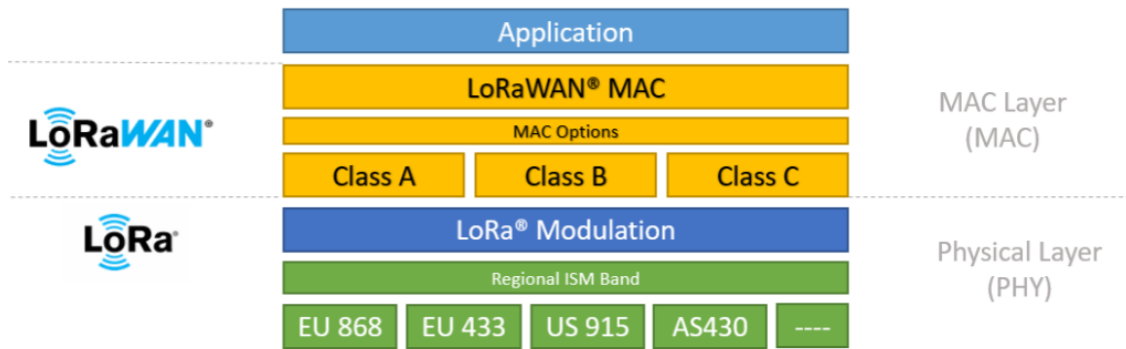 Application
LoRaWAN® MAC
MAC Layer
(MAC)
LoRaWAN®
MAC Options
Class A Class B Class C
LoRa®
LoRa® Modulation
Physical Layer
(PHY)
Regional ISM Band
EU 868 EU 433 US 915 AS430 ----